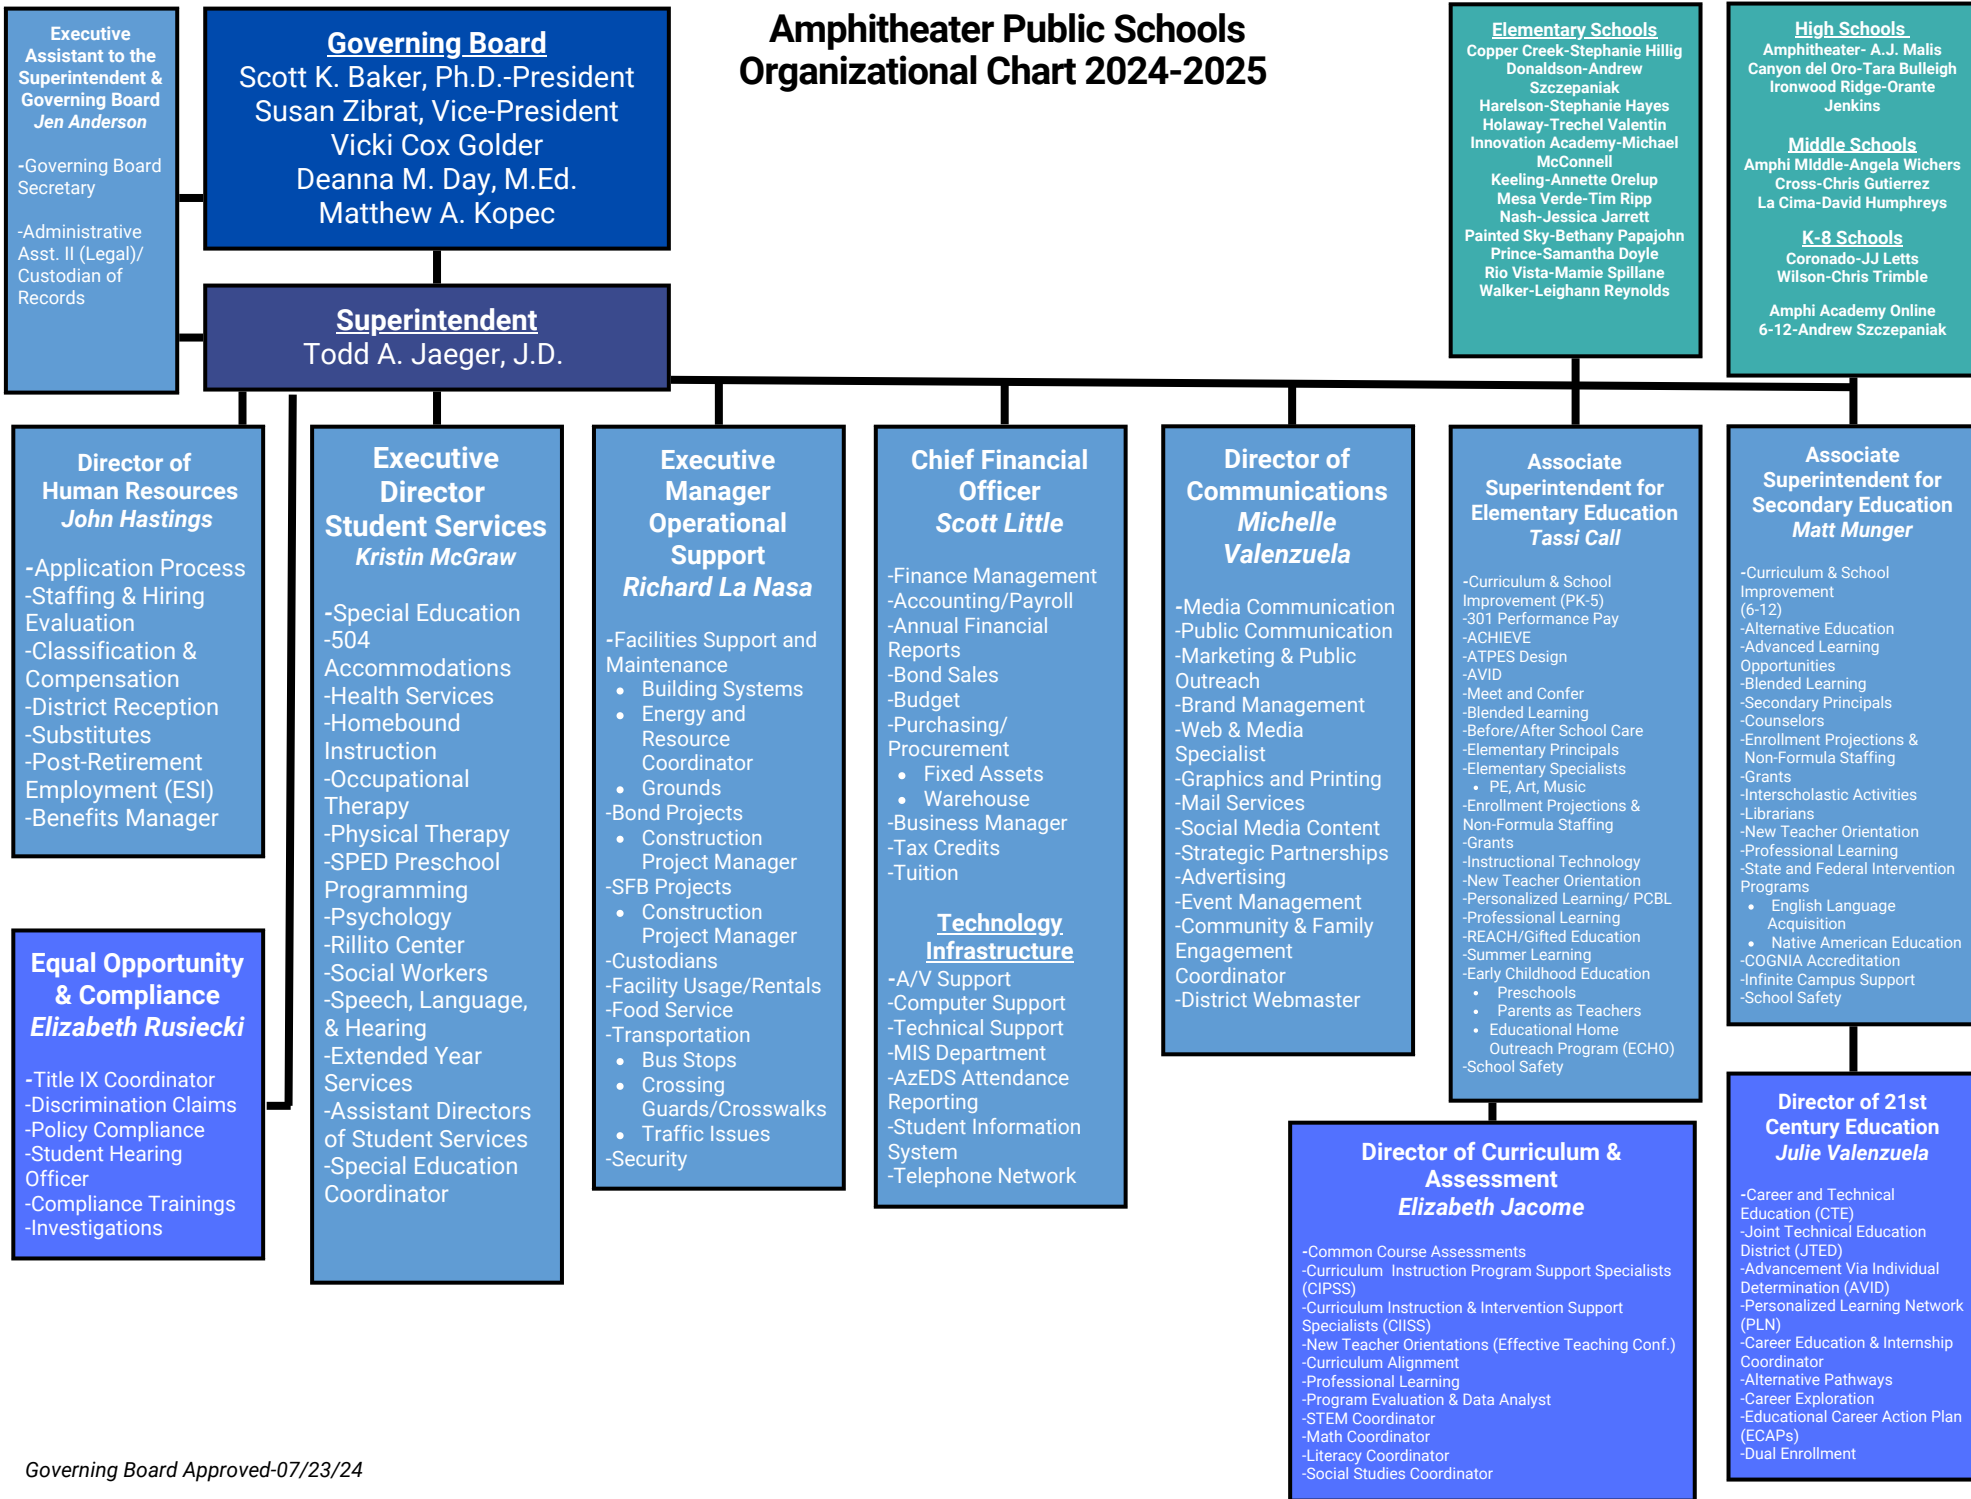 Amphitheater Public Schools
Organizational Chart 2024-2025
Executive
Assistant to the
Superintendent &
Governing Board
Jen Anderson
-Governing Board
Secretary
-Administrative
Asst. II (Legal)/
Custodian of
Records
Governing Board
Scott K. Baker, Ph.D.-President
Susan Zibrat, Vice-President
Vicki Cox Golder
Deanna M. Day, M.Ed.
Matthew A. Kopec
Superintendent
Todd A. Jaeger, J.D.
Elementary Schools
Copper Creek-Stephanie Hillig
Donaldson-Andrew
Szczepaniak
Harelson-Stephanie Hayes
Holaway-Trechel Valentin
Innovation Academy-Michael
McConnell
Keeling-Annette Orelup
Mesa Verde-Tim Ripp
Nash-Jessica Jarrett
Painted Sky-Bethany Papajohn
Prince-Samantha Doyle
Rio Vista-Mamie Spillane
Walker-Leighann Reynolds
High Schools
Amphitheater- A.J. Malis
Canyon del Oro-Tara Bulleigh
Ironwood Ridge-Orante
Jenkins
Middle Schools
Amphi MIddle-Angela Wichers
Cross-Chris Gutierrez
La Cima-David Humphreys
K-8 Schools
Coronado-JJ Letts
Wilson-Chris Trimble
Amphi Academy Online
6-12-Andrew Szczepaniak
Director of
Human Resources
John Hastings
-Application Process
-Staffing & Hiring
Evaluation
-Classification &
Compensation
-District Reception
-Substitutes
-Post-Retirement
Employment (ESI)
-Benefits Manager
Equal Opportunity
& Compliance
Elizabeth Rusiecki
-Title IX Coordinator
-Discrimination Claims
-Policy Compliance
-Student Hearing
Officer
-Compliance Trainings
-Investigations
Executive
Director
Student Services
Kristin McGraw
-Special Education
-504
Accommodations
-Health Services
-Homebound
Instruction
-Occupational
Therapy
-Physical Therapy
-SPED Preschool
Programming
-Psychology
-Rillito Center
-Social Workers
-Speech, Language,
& Hearing
-Extended Year
Services
-Assistant Directors
of Student Services
-Special Education
Coordinator
Executive
Manager
Operational
Support
Richard La Nasa
-Facilities Support and
Maintenance
• Building Systems
• Energy and
Resource
Coordinator
• Grounds
-Bond Projects
• Construction
Project Manager
-SFB Projects
• Construction
Project Manager
-Custodians
-Facility Usage/Rentals
-Food Service
-Transportation
• Bus Stops
• Crossing
Guards/Crosswalks
• Traffic Issues
-Security
Chief Financial
Officer
Scott Little
-Finance Management
-Accounting/Payroll
-Annual Financial
Reports
-Bond Sales
-Budget
-Purchasing/
Procurement
• Fixed Assets
• Warehouse
-Business Manager
-Tax Credits
-Tuition
Technology
Infrastructure
-A/V Support
-Computer Support
-Technical Support
-MIS Department
-AzEDS Attendance
Reporting
-Student Information
System
-Telephone Network
Director of
Communications
Michelle
Valenzuela
-Media Communication
-Public Communication
-Marketing & Public
Outreach
-Brand Management
-Web & Media
Specialist
-Graphics and Printing
-Mail Services
-Social Media Content
-Strategic Partnerships
-Advertising
-Event Management
-Community & Family
Engagement
Coordinator
-District Webmaster
Associate
Superintendent for
Elementary Education
Tassi Call
-Curriculum & School
Improvement (PK-5)
-301 Performance Pay
-ACHIEVE
-ATPES Design
-AVID
-Meet and Confer
-Blended Learning
-Before/After School Care
-Elementary Principals
-Elementary Specialists
• PE, Art, Music
-Enrollment Projections &
Non-Formula Staffing
-Grants
-Instructional Technology
-New Teacher Orientation
-Personalized Learning/ PCBL
-Professional Learning
-REACH/Gifted Education
-Summer Learning
-Early Childhood Education
• Preschools
• Parents as Teachers
• Educational Home
Outreach Program (ECHO)
-School Safety
Director of Curriculum &
Assessment
Elizabeth Jacome
-Common Course Assessments
-Curriculum Instruction Program Support Specialists
(CIPSS)
-Curriculum Instruction & Intervention Support
Specialists (CIISS)
-New Teacher Orientations (Effective Teaching Conf.)
-Curriculum Alignment
-Professional Learning
-Program Evaluation & Data Analyst
-STEM Coordinator
-Math Coordinator
-Literacy Coordinator
-Social Studies Coordinator
Associate
Superintendent for
Secondary Education
Matt Munger
-Curriculum & School
Improvement
(6-12)
-Alternative Education
-Advanced Learning
Opportunities
-Blended Learning
-Secondary Principals
-Counselors
-Enrollment Projections &
Non-Formula Staffing
-Grants
-Interscholastic Activities
-Librarians
-New Teacher Orientation
-Professional Learning
-State and Federal Intervention
Programs
• English Language
Acquisition
• Native American Education
-COGNIA Accreditation
-Infinite Campus Support
-School Safety
Director of 21st
Century Education
Julie Valenzuela
-Career and Technical
Education (CTE)
-Joint Technical Education
District (JTED)
-Advancement Via Individual
Determination (AVID)
-Personalized Learning Network
(PLN)
-Career Education & Internship
Coordinator
-Alternative Pathways
-Career Exploration
-Educational Career Action Plan
(ECAPs)
-Dual Enrollment
Governing Board Approved-07/23/24